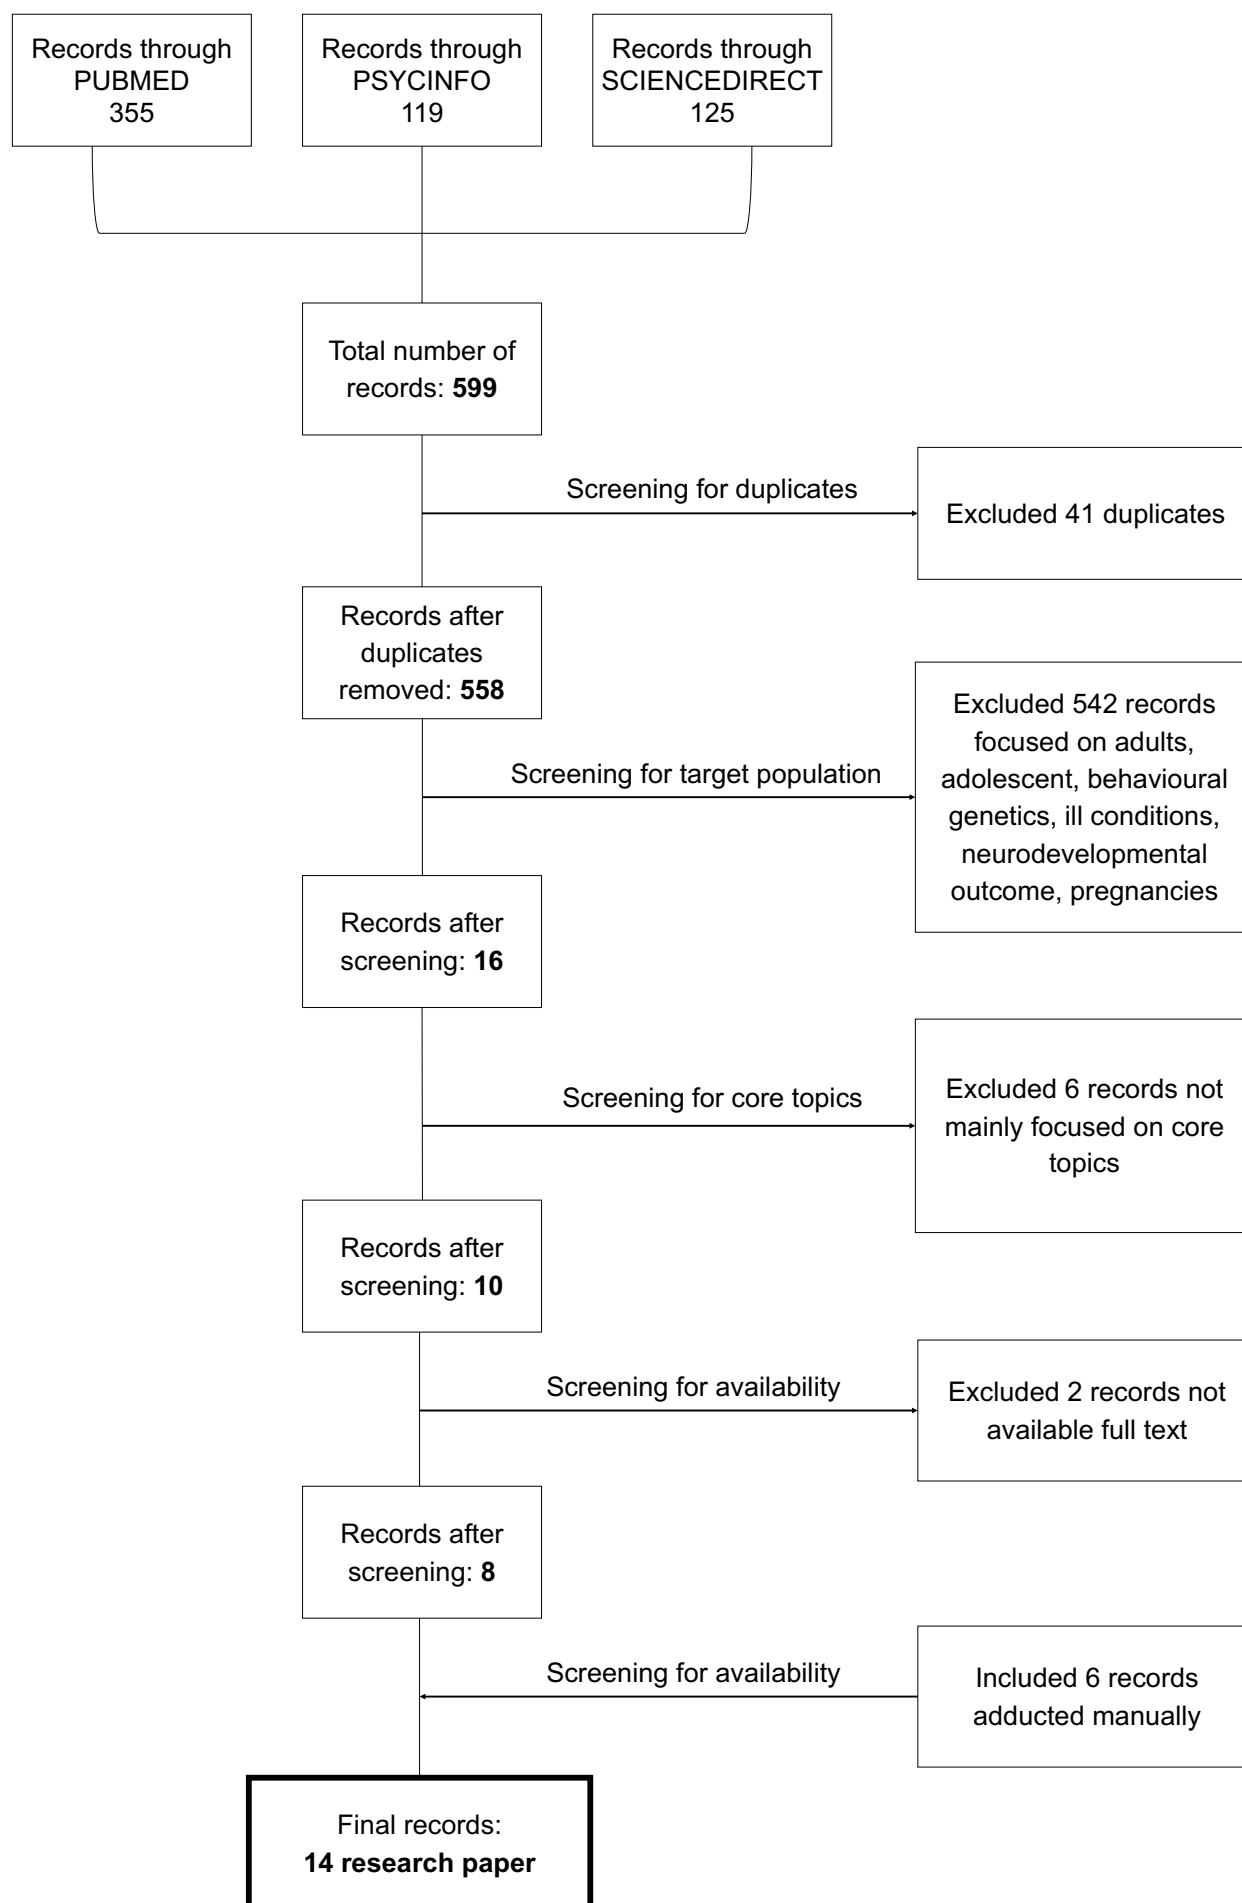 Records through
PUBMED
355
Records through
PSYCINFO
119
Records through
SCIENCEDIRECT
125
Total number of
records: 599
Screening for duplicates
Excluded 41 duplicates
Records after
duplicates
removed: 558
Screening for target population
Excluded 542 records
focused on adults,
adolescent, behavioural
genetics, ill conditions,
neurodevelopmental
outcome, pregnancies
Records after
screening: 16
Screening for core topics
Excluded 6 records not
mainly focused on core
topics
Records after
screening: 10
Screening for availability
Excluded 2 records not
available full text
Records after
screening: 8
Screening for availability
Included 6 records
adducted manually
Final records:
14 research paper